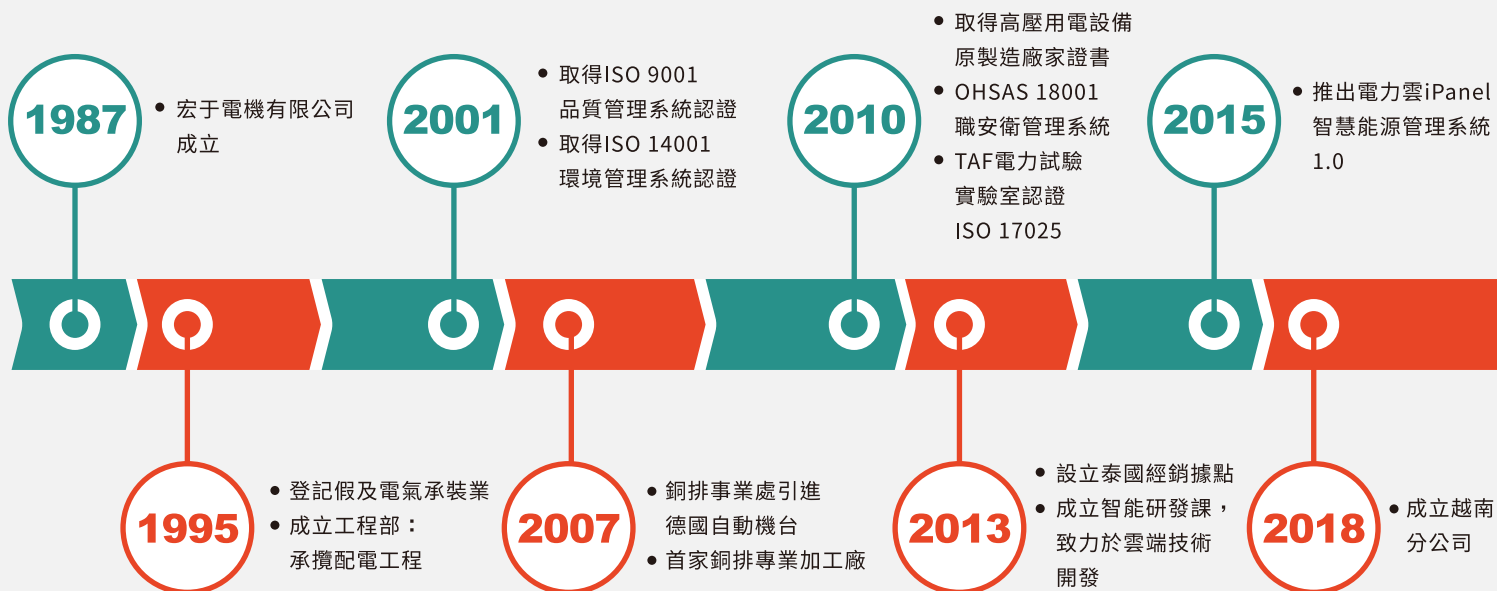 1987
宏于電機有限公司
成立
1995
登記假及電氣承裝業
成立工程部：
承攬配電工程
2001
取得ISO 9001
品質管理系統認證
取得ISO 14001
環境管理系統認證
2007
銅排事業處引進
德國自動機台
首家銅排專業加工廠
2010
取得高壓用電設備
原製造廠家證書
OHSAS 18001
職安衛管理系統
TAF電力試驗
實驗室認證
ISO 17025
2013
設立泰國經銷據點
成立智能研發課，
致力於雲端技術
開發
2015
推出電力雲iPanel
智慧能源管理系統
1.0
2018
成立越南
分公司